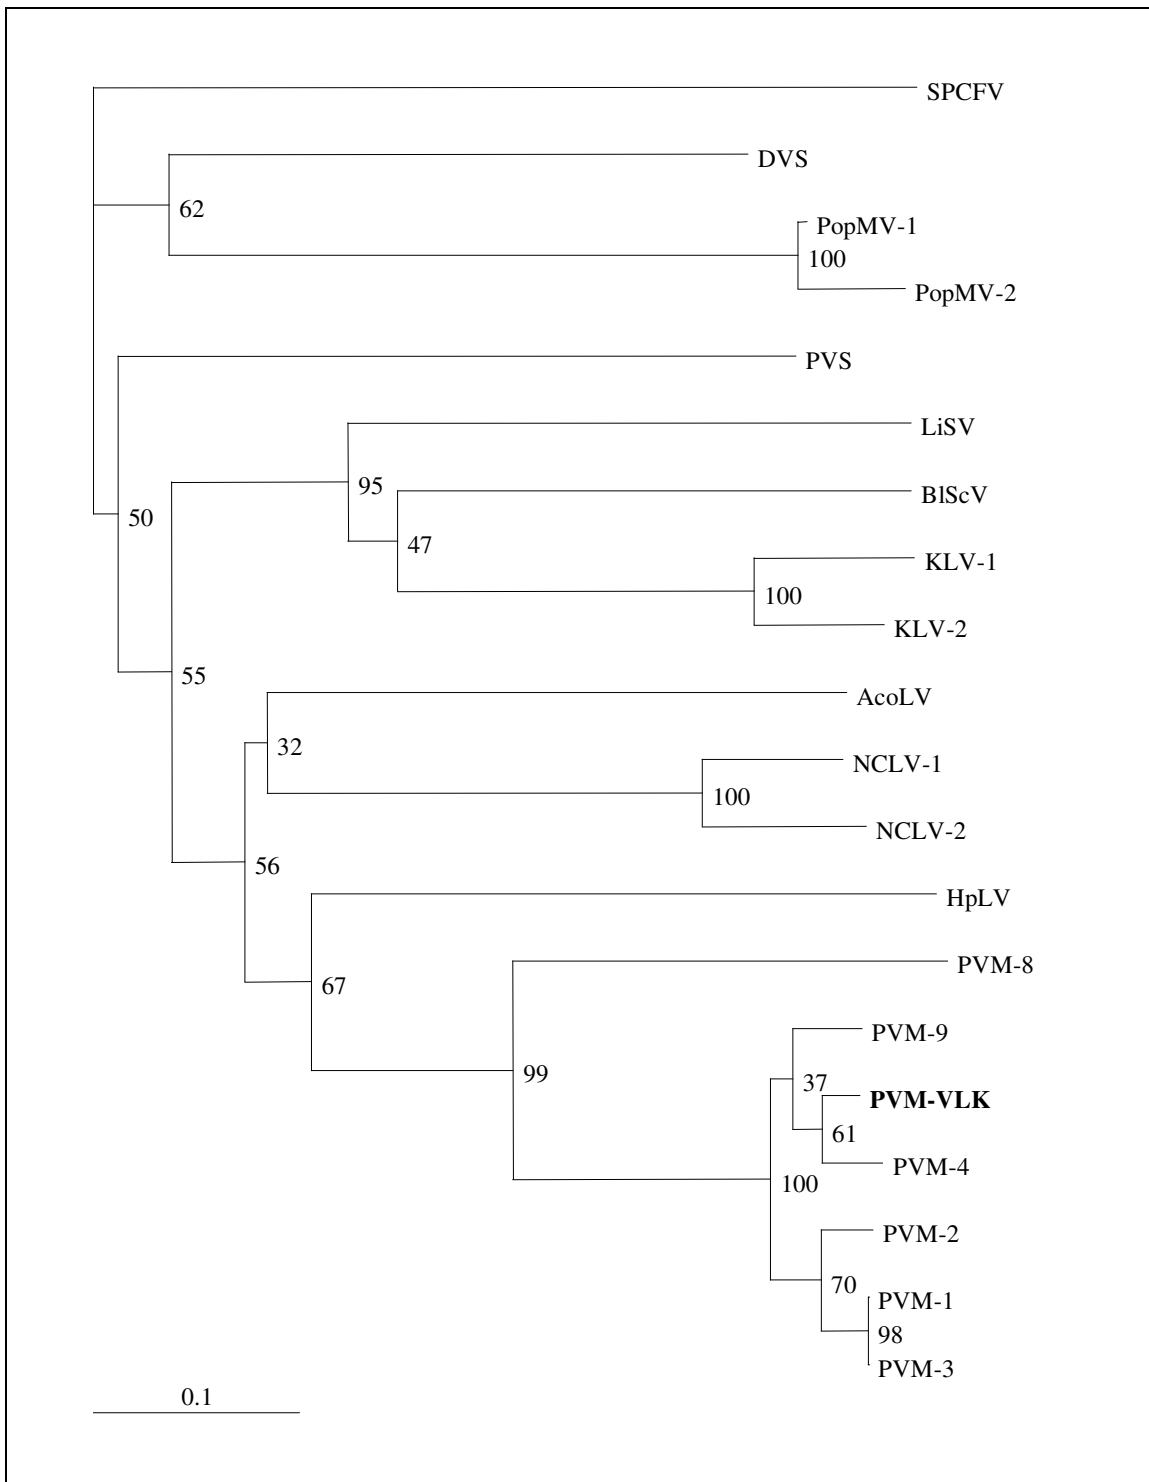 SPCFV
DVS
62
PopMV-1
100
PopMV-2
PVS
LiSV
95
BlScV
50
47
KLV-1
100
KLV-2
55
AcoLV
32
NCLV-1
100
NCLV-2
56
HpLV
PVM-8
67
PVM-9
99
37
PVM-VLK
61
PVM-4
100
PVM-2
70
PVM-1
98
PVM-3
0.1